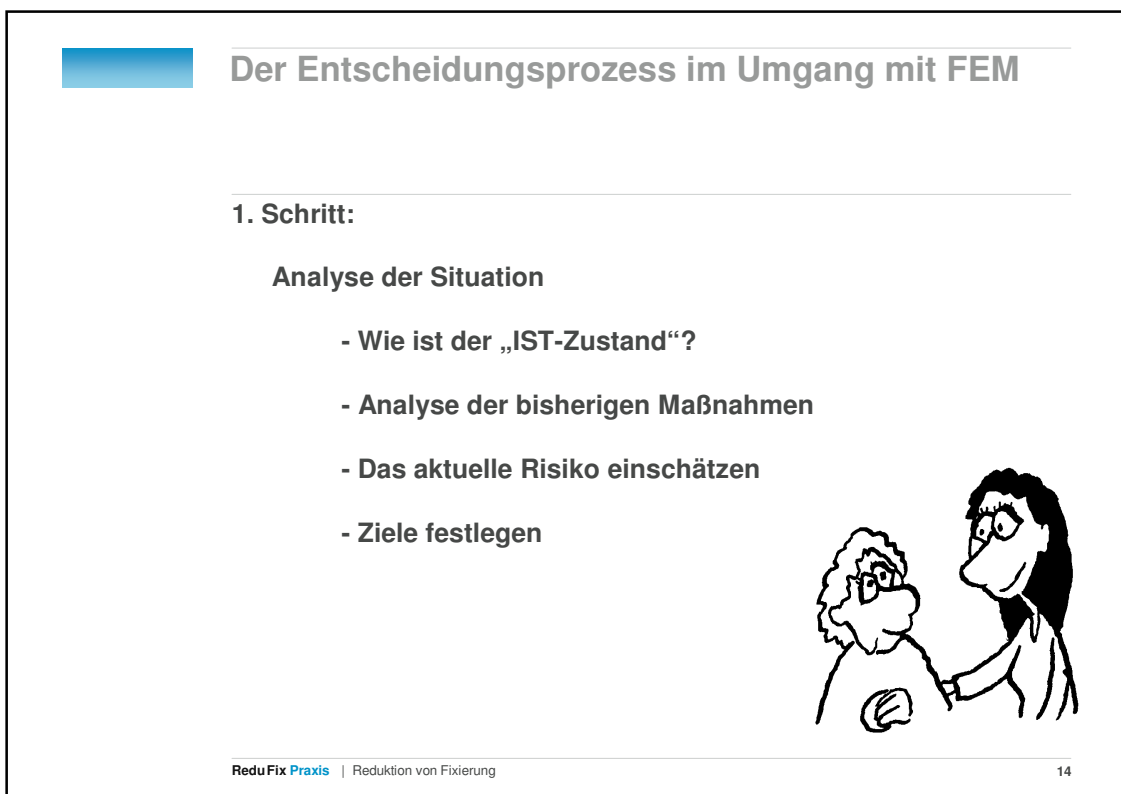 Der Entscheidungsprozess im Umgang mit FEM
1. Schritt:
Analyse der Situation
- Wie ist der „IST-Zustand“?
- Analyse der bisherigen Maßnahmen
- Das aktuelle Risiko einschätzen
- Ziele festlegen
ReduFix Praxis | Reduktion von Fixierung 14